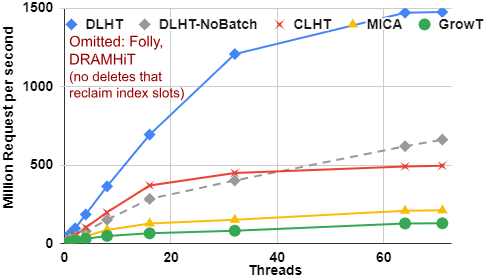 1500
DLHT DLHT-NoBatch CLHT MICA GrowT
Omitted: Folly,
DRAMHiT
(no deletes that
reclaim index slots)
1000
500
0
0 20 40 60
Threads
Million Request per second